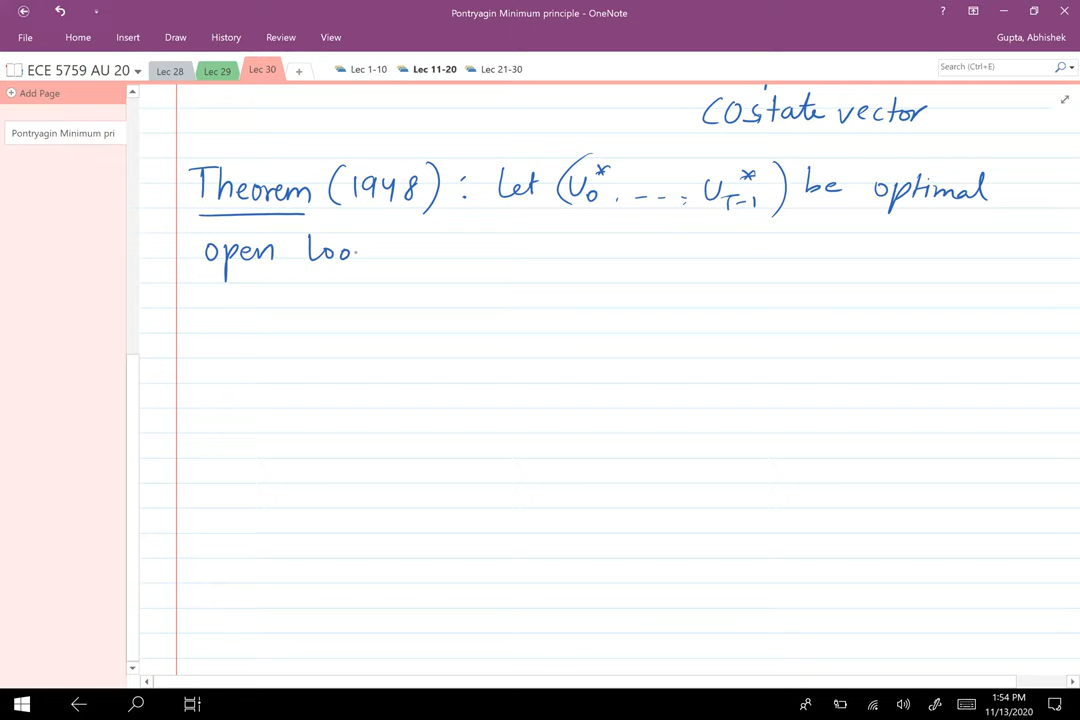 Pontryagin Minimum principle - OneNote
?
File Home Insert Draw History Review View
Gupta, Abhishek
ECE 5759 AU 20 Lec 28 Lec 29 Lec 30 + Lec 1-10 Lec 11-20 Lec 21-30
Search (Ctrl+E)
Add Page
Pontryagin Minimum pri
Costate vector
Theorem (1948) : Let (U₀*, ---, U_T-1*) be optimal
open loo
1:54 PM
11/13/2020